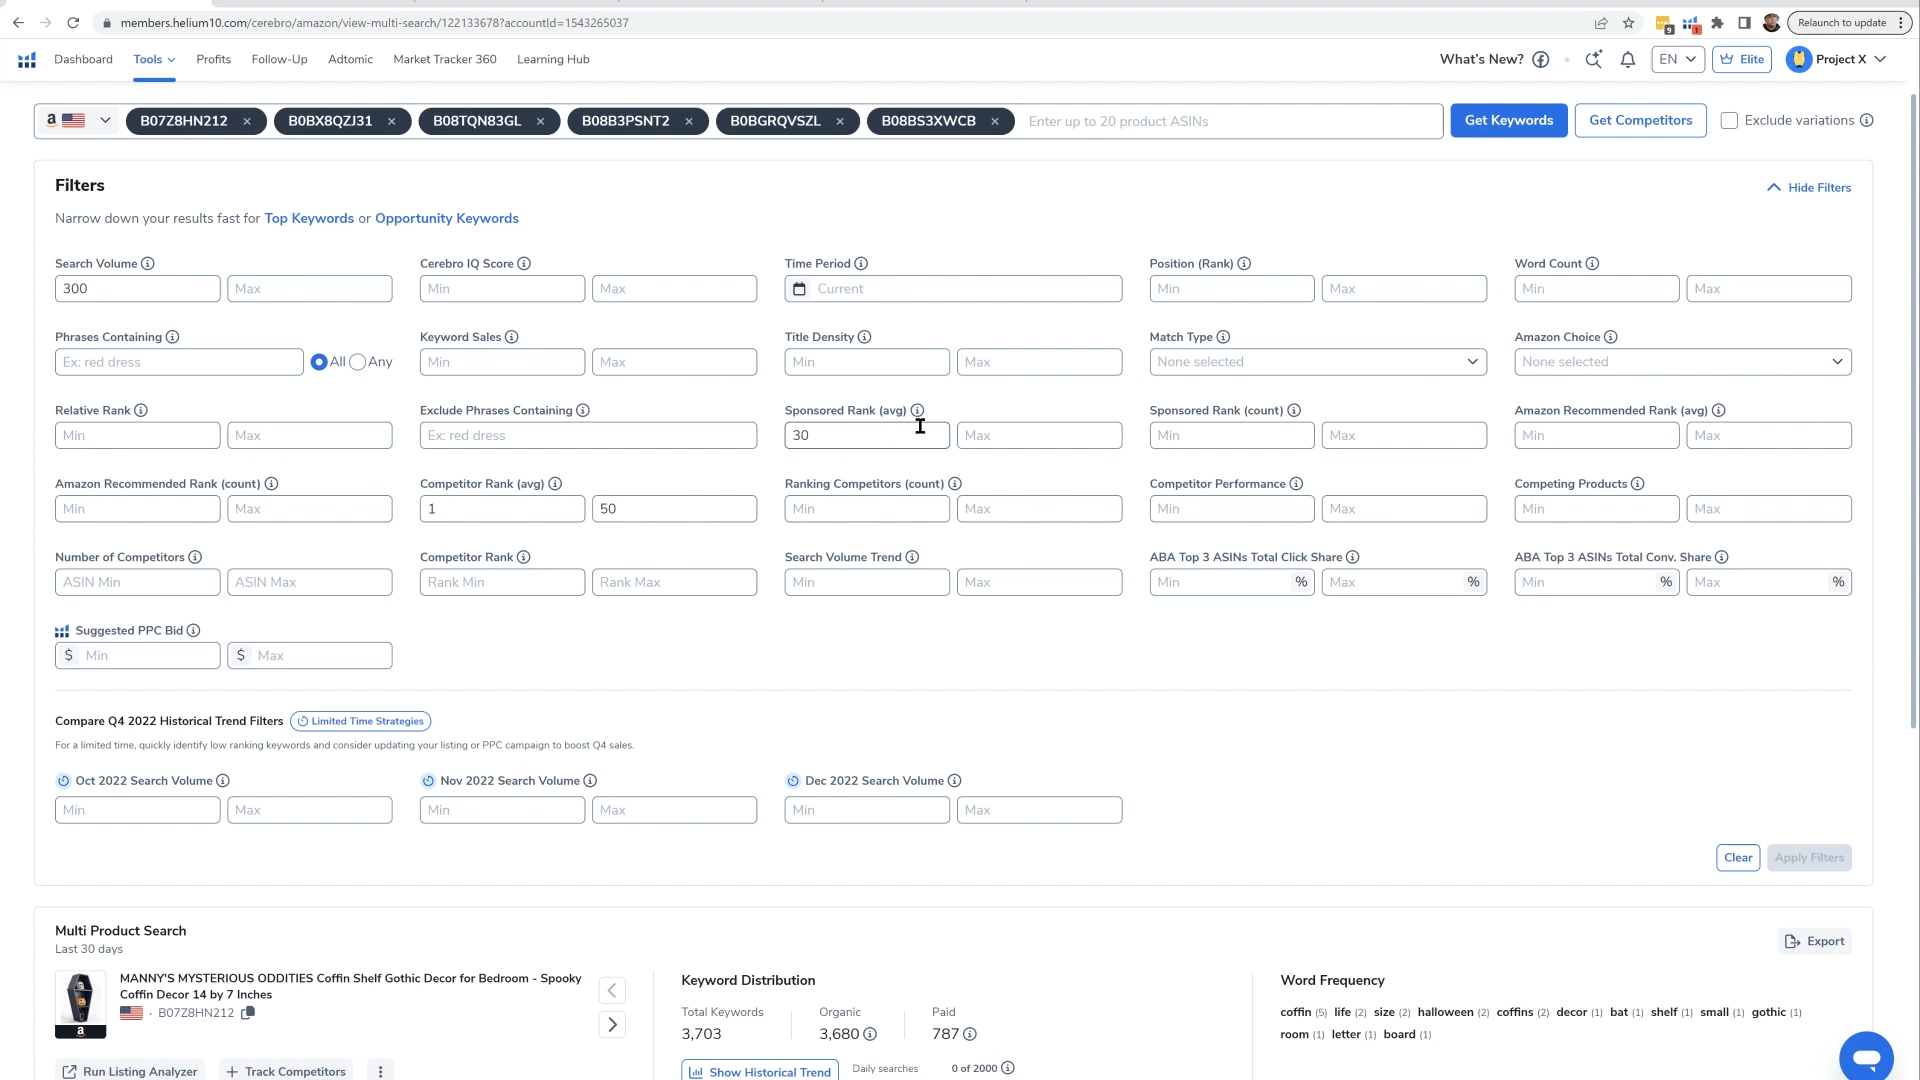 members.helium10.com/cerebro/amazon/view-multi-search/122133678?accountId=1543265037
9
1
Relaunch to update
Dashboard Tools Profits Follow-Up Adtomic Market Tracker 360 Learning Hub
What's New? EN Elite Project X
B07Z8HN212 × B0BX8QZJ31 × B08TQN83GL × B08B3PSNT2 × B0BGRQVSZL × B08BS3XWCB × Enter up to 20 product ASINs
Get Keywords Get Competitors Exclude variations
Filters
Hide Filters
Narrow down your results fast for Top Keywords or Opportunity Keywords
Search Volume Cerebro IQ Score Time Period Position (Rank) Word Count
300 Max Min Max Current Min Max Min Max
Phrases Containing Keyword Sales Title Density Match Type Amazon Choice
Ex: red dress All Any Min Max Min Max None selected None selected
Relative Rank Exclude Phrases Containing Sponsored Rank (avg) Sponsored Rank (count) Amazon Recommended Rank (avg)
Min Max Ex: red dress 30 Max Min Max Min Max
Amazon Recommended Rank (count) Competitor Rank (avg) Ranking Competitors (count) Competitor Performance Competing Products
Min Max 1 50 Min Max Min Max Min Max
Number of Competitors Competitor Rank Search Volume Trend ABA Top 3 ASINs Total Click Share ABA Top 3 ASINs Total Conv. Share
ASIN Min ASIN Max Rank Min Rank Max Min Max Min % Max % Min % Max %
Suggested PPC Bid
$ Min $ Max
Compare Q4 2022 Historical Trend Filters Limited Time Strategies
For a limited time, quickly identify low ranking keywords and consider updating your listing or PPC campaign to boost Q4 sales.
Oct 2022 Search Volume Nov 2022 Search Volume Dec 2022 Search Volume
Min Max Min Max Min Max
Clear Apply Filters
Multi Product Search
Last 30 days
Export
MANNY'S MYSTERIOUS ODDITIES Coffin Shelf Gothic Decor for Bedroom - Spooky
Coffin Decor 14 by 7 Inches
· B07Z8HN212
Run Listing Analyzer + Track Competitors
Keyword Distribution
Total Keywords Organic Paid
3,703 3,680 787
Show Historical Trend Daily searches 0 of 2000
Word Frequency
coffin (5) life (2) size (2) halloween (2) coffins (2) decor (1) bat (1) shelf (1) small (1) gothic (1)
room (1) letter (1) board (1)